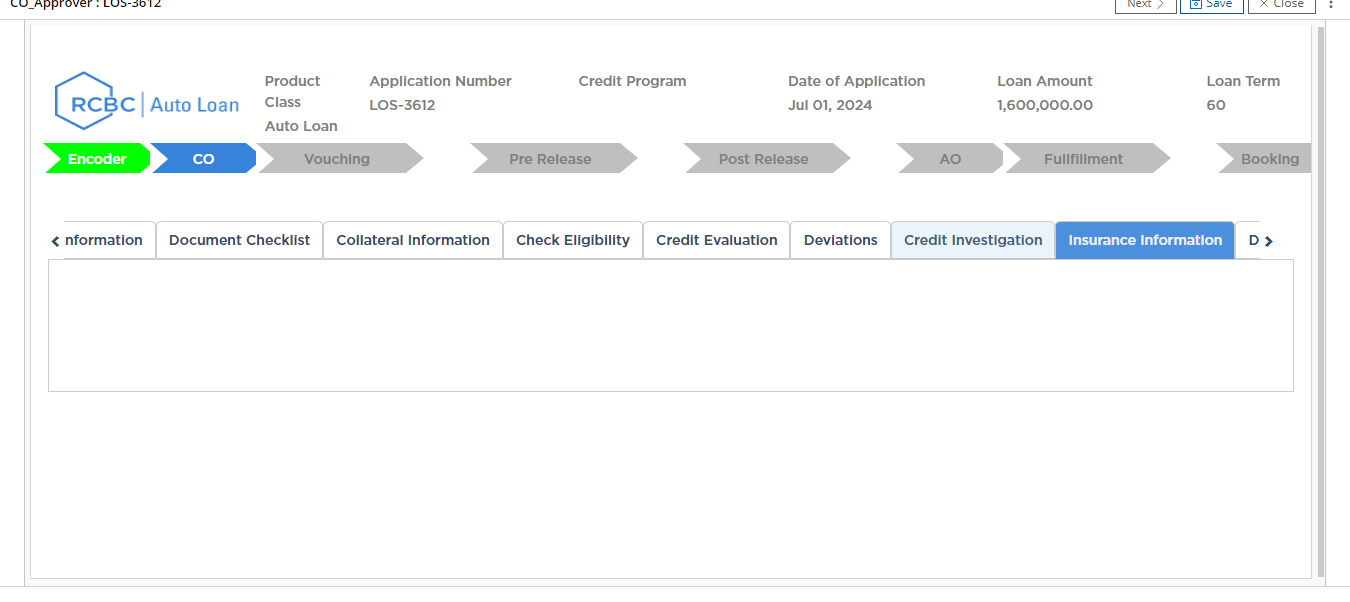 CO_Approver : LOS-3612
Next
Save
Close
RCBC Auto Loan
Product Class
Auto Loan
Application Number
LOS-3612
Credit Program
Date of Application
Jul 01, 2024
Loan Amount
1,600,000.00
Loan Term
60
Encoder
CO
Vouching
Pre Release
Post Release
AO
Fullfillment
Booking
nformation
Document Checklist
Collateral Information
Check Eligibility
Credit Evaluation
Deviations
Credit Investigation
Insurance Information
D